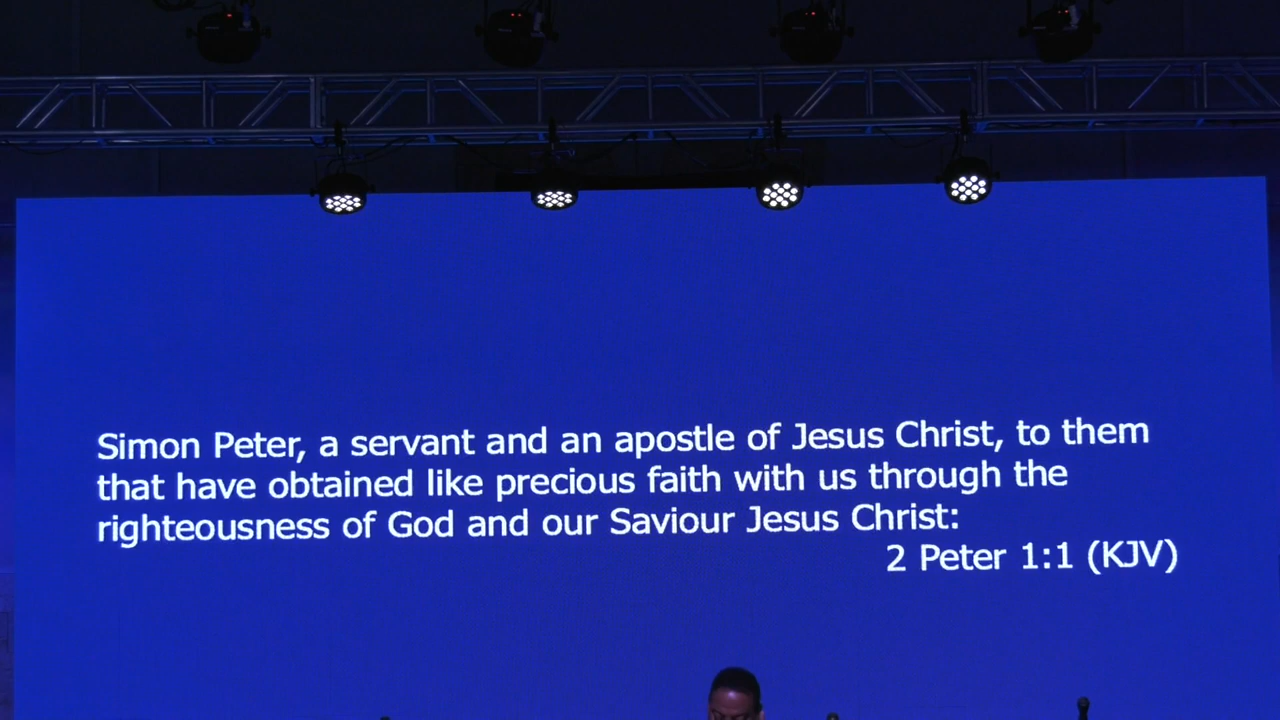 Simon Peter, a servant and an apostle of Jesus Christ, to them
that have obtained like precious faith with us through the
righteousness of God and our Saviour Jesus Christ:
2 Peter 1:1 (KJV)